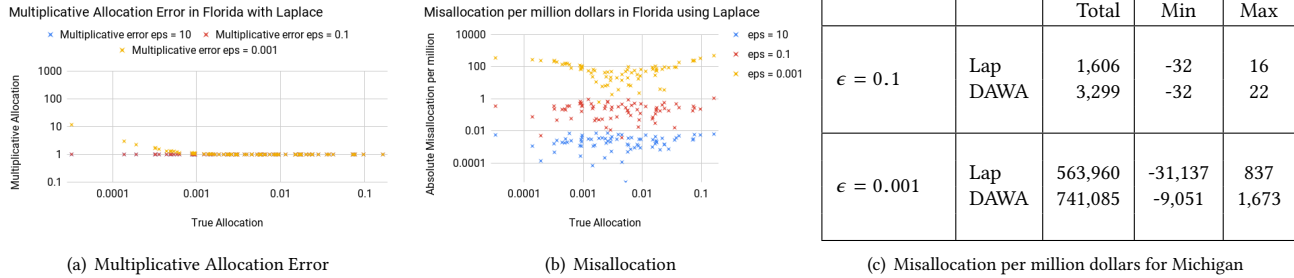 Multiplicative Allocation Error in Florida with Laplace
Multiplicative error eps = 10
Multiplicative error eps = 0.1
Multiplicative error eps = 0.001
Multiplicative Allocation
1000
100
10
1
0.1
0.0001
0.001
0.01
0.1
True Allocation
(a) Multiplicative Allocation Error
Misallocation per million dollars in Florida using Laplace
eps = 10
eps = 0.1
eps = 0.001
Absolute Misallocation per million
10000
100
1
0.01
0.0001
0.0001
0.001
0.01
0.1
True Allocation
(b) Misallocation
Total Min Max
ϵ = 0.1
Lap 1,606 -32 16
DAWA 3,299 -32 22
ϵ = 0.001
Lap 563,960 -31,137 837
DAWA 741,085 -9,051 1,673
(c) Misallocation per million dollars for Michigan